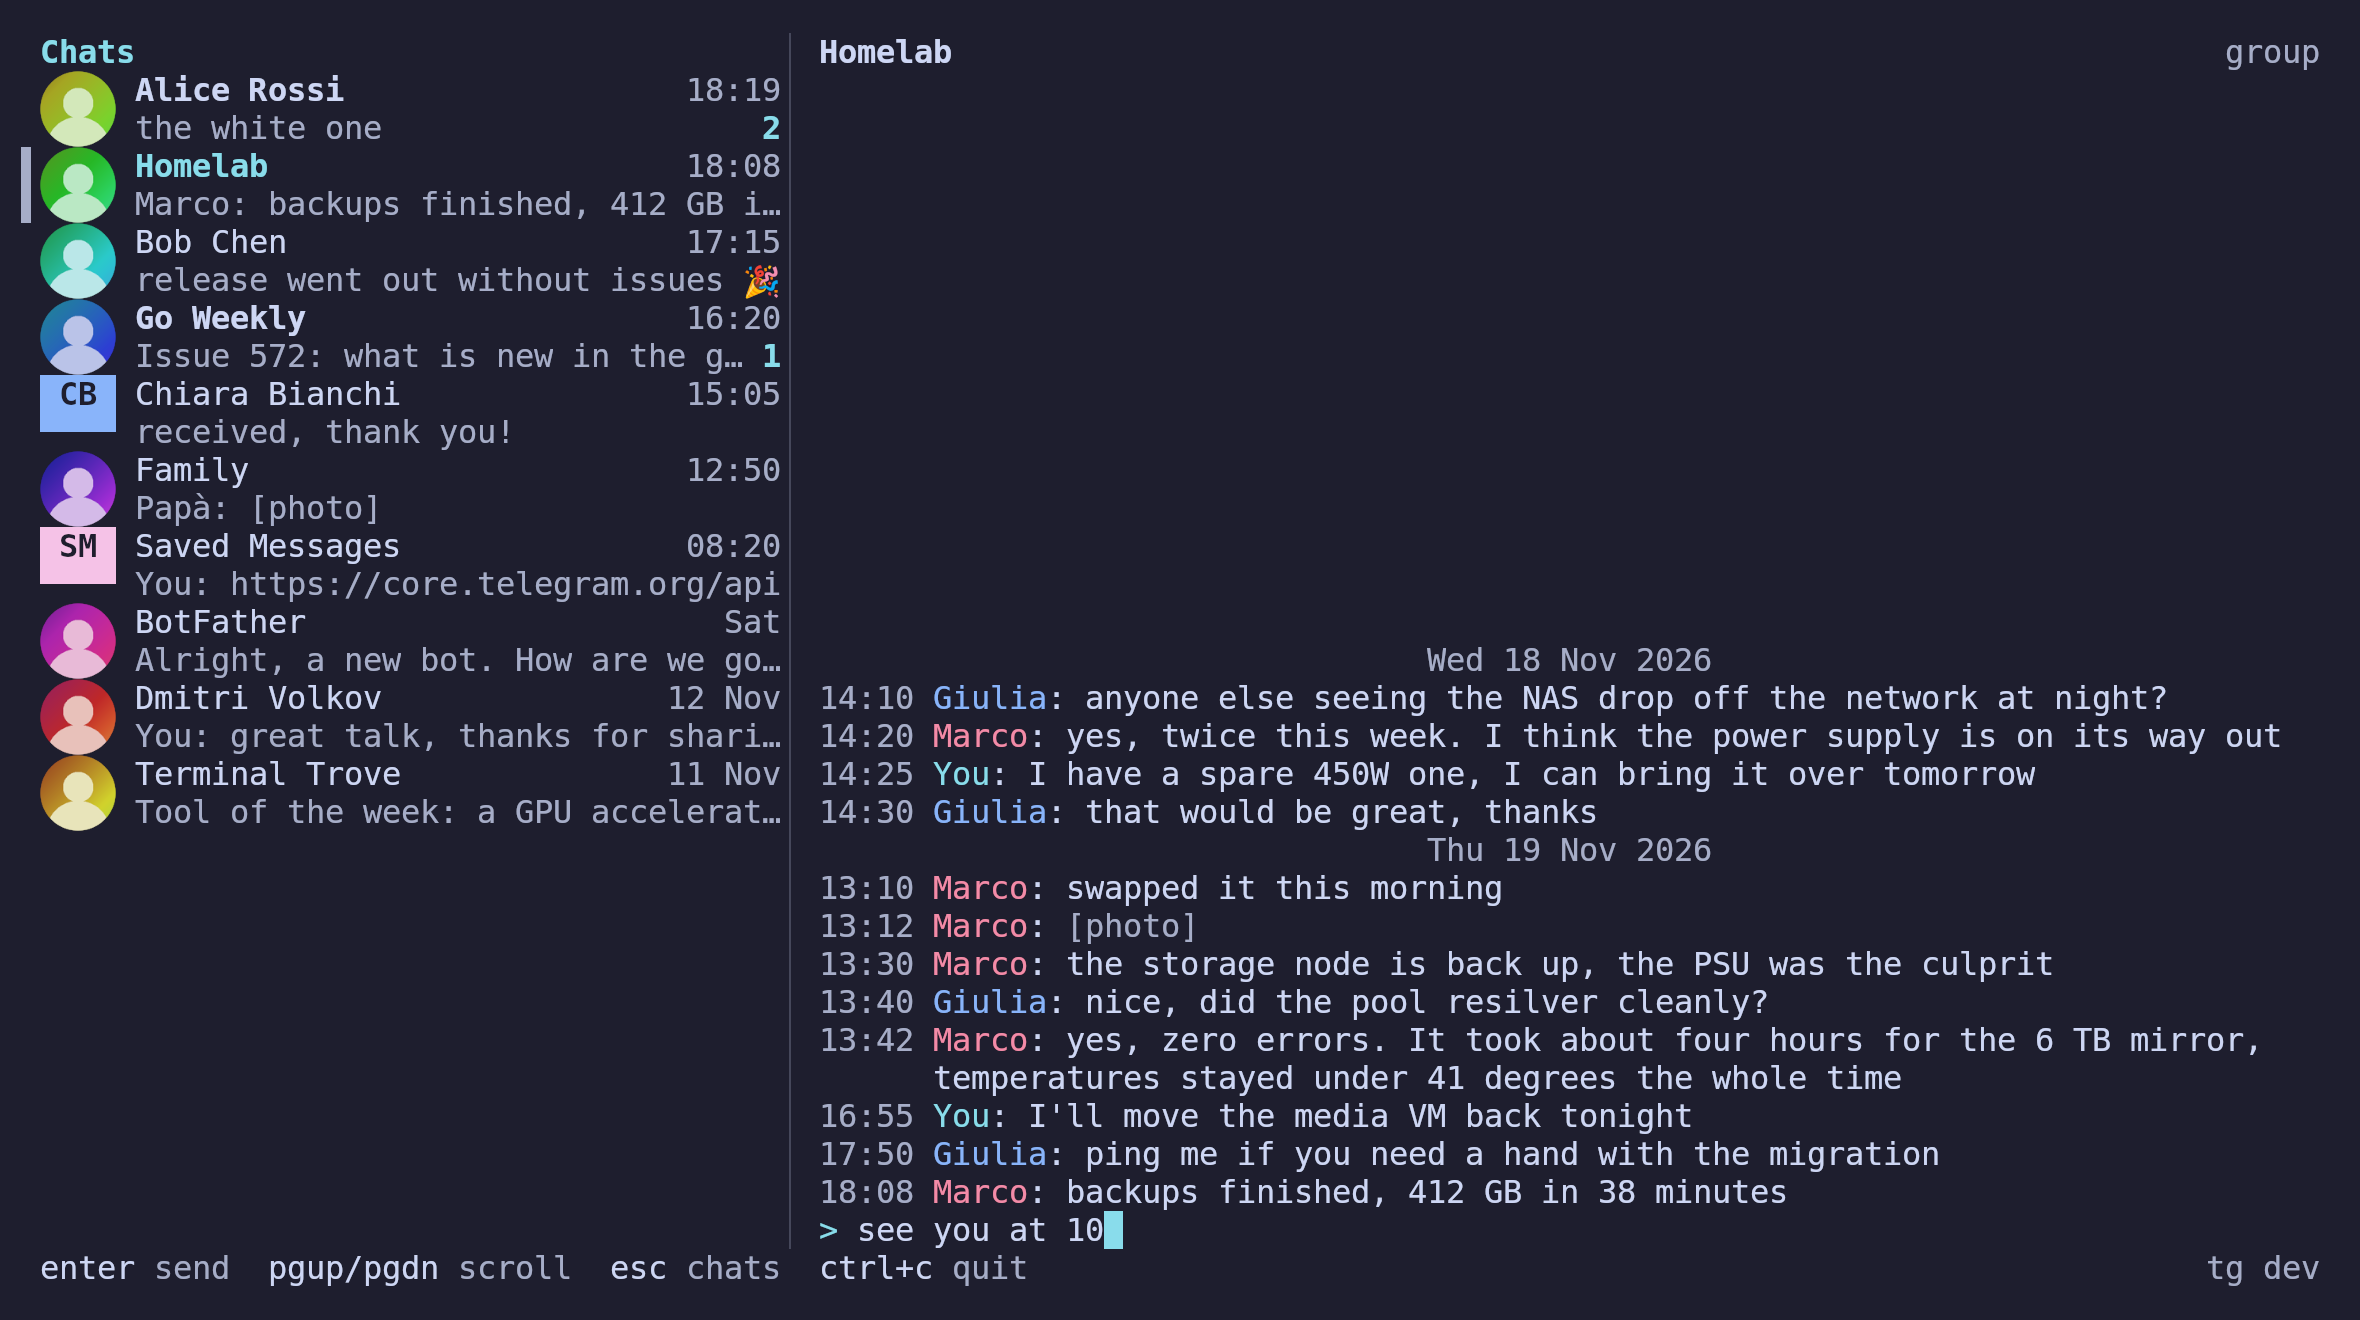 Chats
Alice Rossi 18:19
the white one 2
Homelab 18:08
Marco: backups finished, 412 GB i…
Bob Chen 17:15
release went out without issues 🎉
Go Weekly 16:20
Issue 572: what is new in the g… 1
CB Chiara Bianchi 15:05
received, thank you!
Family 12:50
Papà: [photo]
SM Saved Messages 08:20
You: https://core.telegram.org/api
BotFather Sat
Alright, a new bot. How are we go…
Dmitri Volkov 12 Nov
You: great talk, thanks for shari…
Terminal Trove 11 Nov
Tool of the week: a GPU accelerat…
Homelab group
Wed 18 Nov 2026
14:10 Giulia: anyone else seeing the NAS drop off the network at night?
14:20 Marco: yes, twice this week. I think the power supply is on its way out
14:25 You: I have a spare 450W one, I can bring it over tomorrow
14:30 Giulia: that would be great, thanks
Thu 19 Nov 2026
13:10 Marco: swapped it this morning
13:12 Marco: [photo]
13:30 Marco: the storage node is back up, the PSU was the culprit
13:40 Giulia: nice, did the pool resilver cleanly?
13:42 Marco: yes, zero errors. It took about four hours for the 6 TB mirror,
temperatures stayed under 41 degrees the whole time
16:55 You: I'll move the media VM back tonight
17:50 Giulia: ping me if you need a hand with the migration
18:08 Marco: backups finished, 412 GB in 38 minutes
> see you at 10
enter send pgup/pgdn scroll esc chats ctrl+c quit tg dev